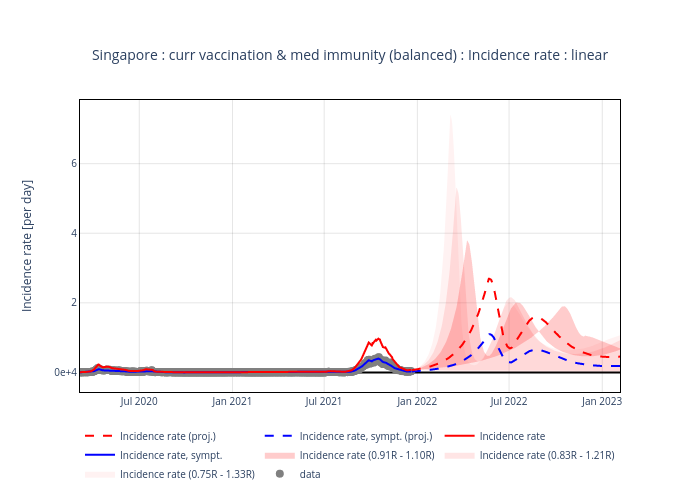 Singapore : curr vaccination & med immunity (balanced) : Incidence rate : linear
Incidence rate [per day]
6
4
2
0e+4
Jul 2020
Jan 2021
Jul 2021
Jan 2022
Jul 2022
Jan 2023
Incidence rate (proj.)
Incidence rate, sympt. (proj.)
Incidence rate
Incidence rate, sympt.
Incidence rate (0.91R - 1.10R)
Incidence rate (0.83R - 1.21R)
Incidence rate (0.75R - 1.33R)
data